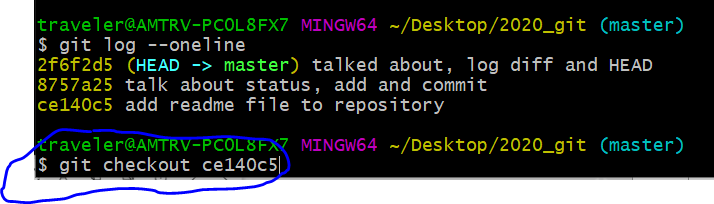 traveler@AMTRV-PC0L8FX7 MINGW64 ~/Desktop/2020_git (master)
$ git log --oneline
2f6f2d5 (HEAD -> master) talked about, log diff and HEAD
8757a25 talk about status, add and commit
ce140c5 add readme file to repository
traveler@AMTRV-PC0L8FX7 MINGW64 ~/Desktop/2020_git (master)
$ git checkout ce140c5